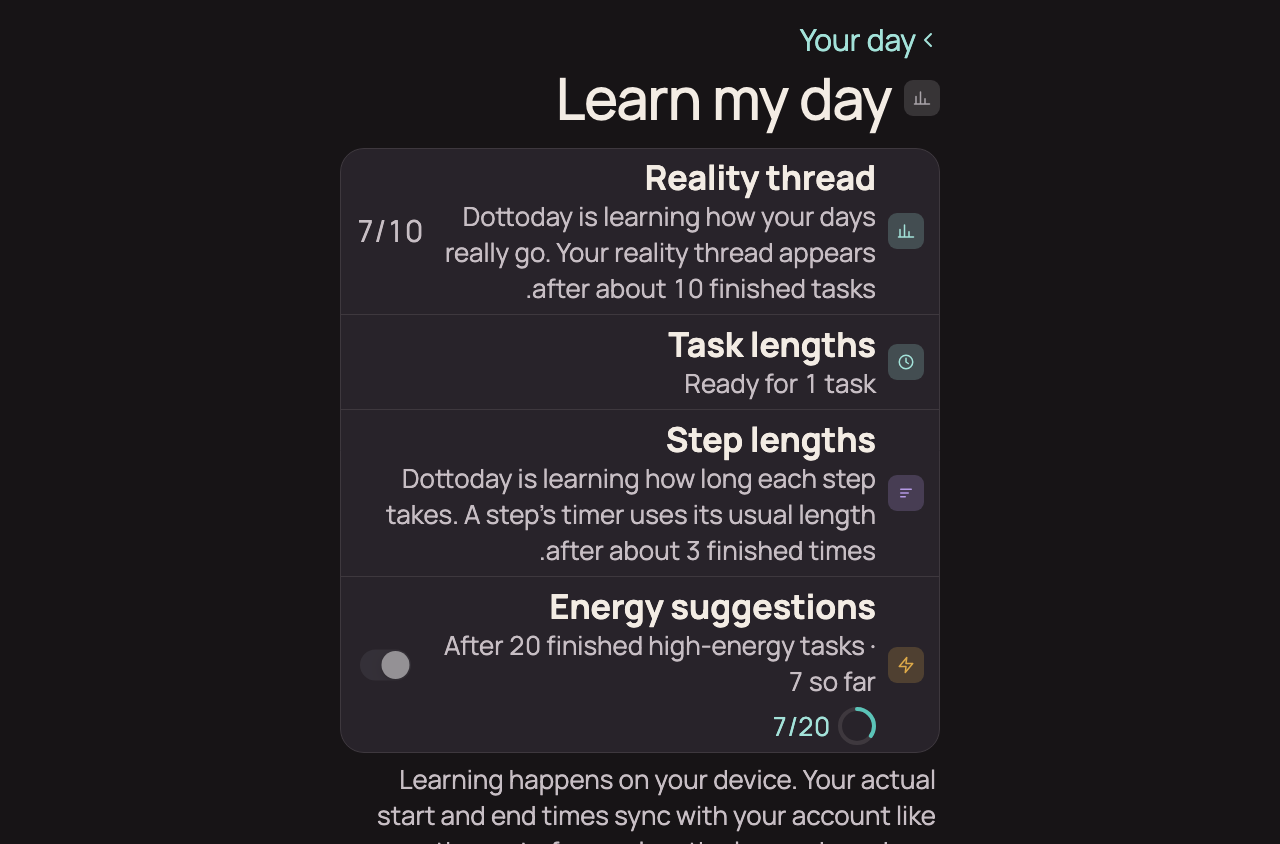 Your day
Learn my day
Reality thread
Dottoday is learning how your days
really go. Your reality thread appears
.after about 10 finished tasks
7/10
Task lengths
Ready for 1 task
Step lengths
Dottoday is learning how long each step
takes. A step's timer uses its usual length
.after about 3 finished times
Energy suggestions
After 20 finished high-energy tasks ·
7 so far
7/20
Learning happens on your device. Your actual
start and end times sync with your account like